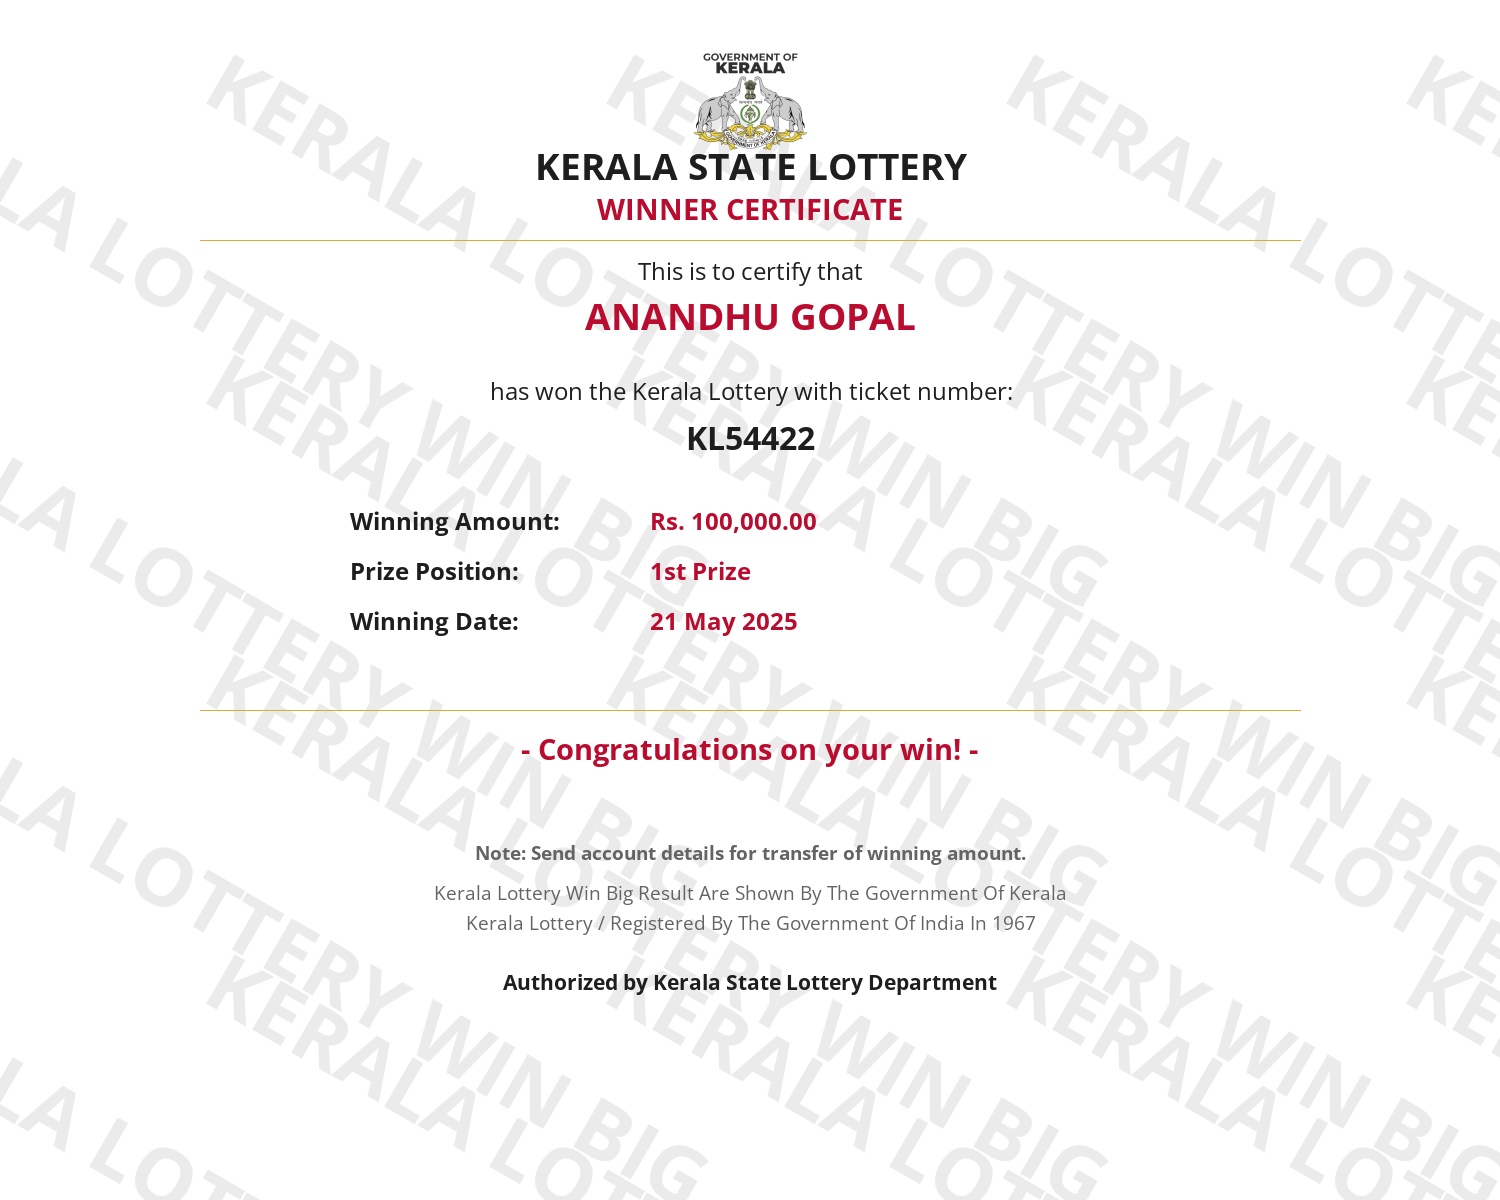 GOVERNMENT OF
KERALA
KERALA STATE LOTTERY
WINNER CERTIFICATE
This is to certify that
ANANDHU GOPAL
has won the Kerala Lottery with ticket number:
KL54422
Winning Amount: Rs. 100,000.00
Prize Position: 1st Prize
Winning Date: 21 May 2025
- Congratulations on your win! -
Note: Send account details for transfer of winning amount.
Kerala Lottery Win Big Result Are Shown By The Government Of Kerala
Kerala Lottery / Registered By The Government Of India In 1967
Authorized by Kerala State Lottery Department
KERALA LOTTERY WIN BIG